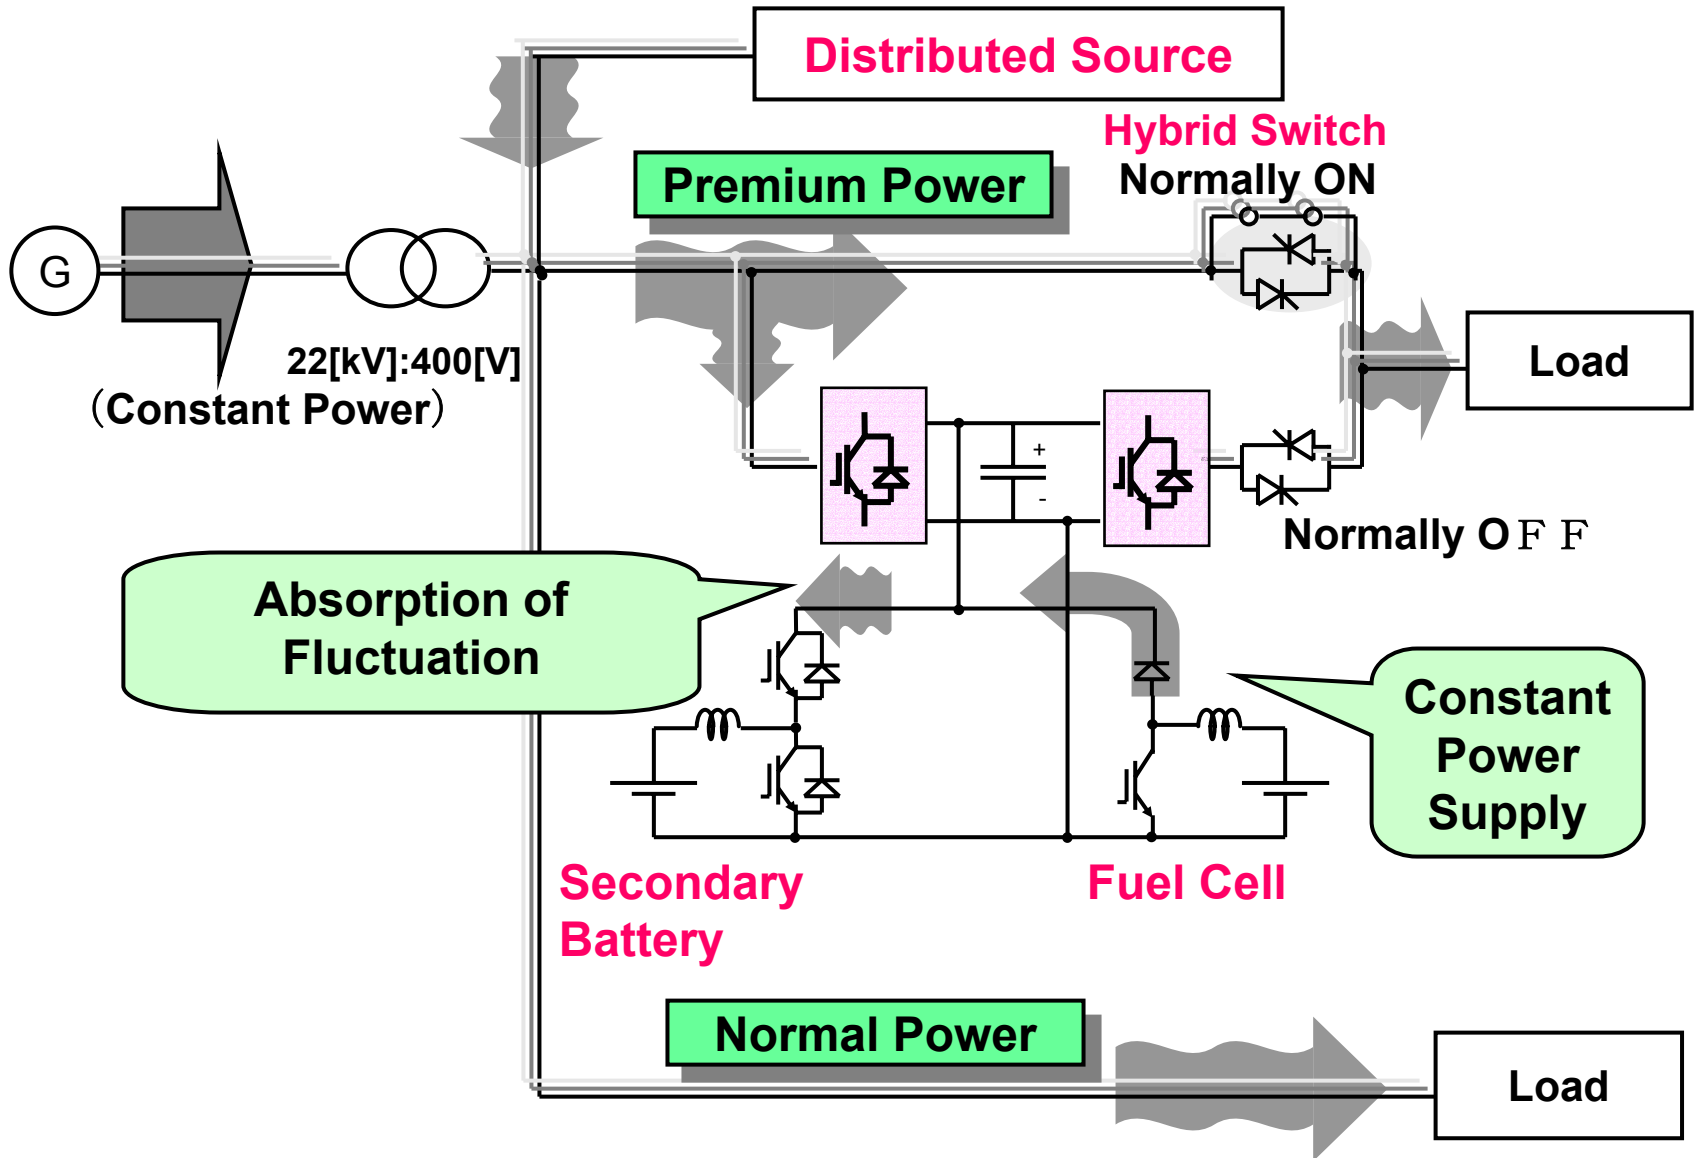 Distributed Source
Hybrid Switch
Normally ON
Premium Power
G
22[kV]:400[V]
（Constant Power）
Load
+
-
Normally OＦＦ
Absorption of
Fluctuation
Constant
Power
Supply
Secondary
Battery
Fuel Cell
Normal Power
Load